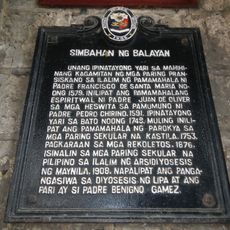 SIMBAHAN NG BALAYAN
UNANG IPINATAYONG YARI SA MAHIHI-
NANG KAGAMITAN NG MGA PARING PRAN-
SISKANO SA ILALIM NG PAMAMAHALA NI
PADRE FRANCISCO DE SANTA MARIA NO-
ONG 1579. INILIPAT ANG PAMAMAHALANG
ESPIRITWAL NI PADRE JUAN DE OLIVER
SA MGA HESWITA SA PAMUMUNO NI
PADRE PEDRO CHIRINO, 1591. IPINATAYONG
YARI SA BATO NOONG 1748. MULING INILI-
PAT ANG PAMAMAHALA NG PAROKYA SA
MGA PARING SEKULAR NA KASTILA, 1753.
PAGKARAAN SA MGA REKOLETOS, 1876.
ISINALIN SA MGA PARING SEKULAR NA
PILIPINO SA ILALIM NG ARSIDYOSESIS
NG MAYNILA, 1908. NAPALIPAT ANG PANGA-
NGASIWA SA DIYOSESIS NG LIPA AT ANG
PARI AY SI PADRE BENIGNO GAMEZ.